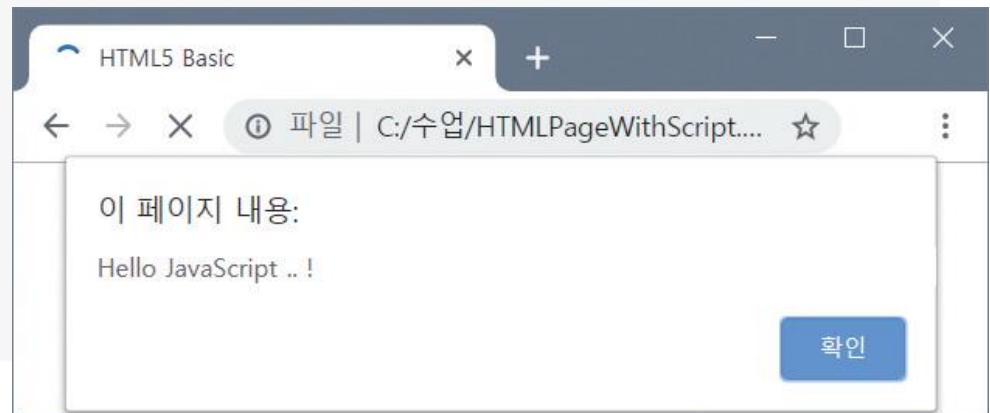 HTML5 Basic
파일 | C:/수업/HTMLPageWithScript....
이 페이지 내용:
Hello JavaScript .. !
확인